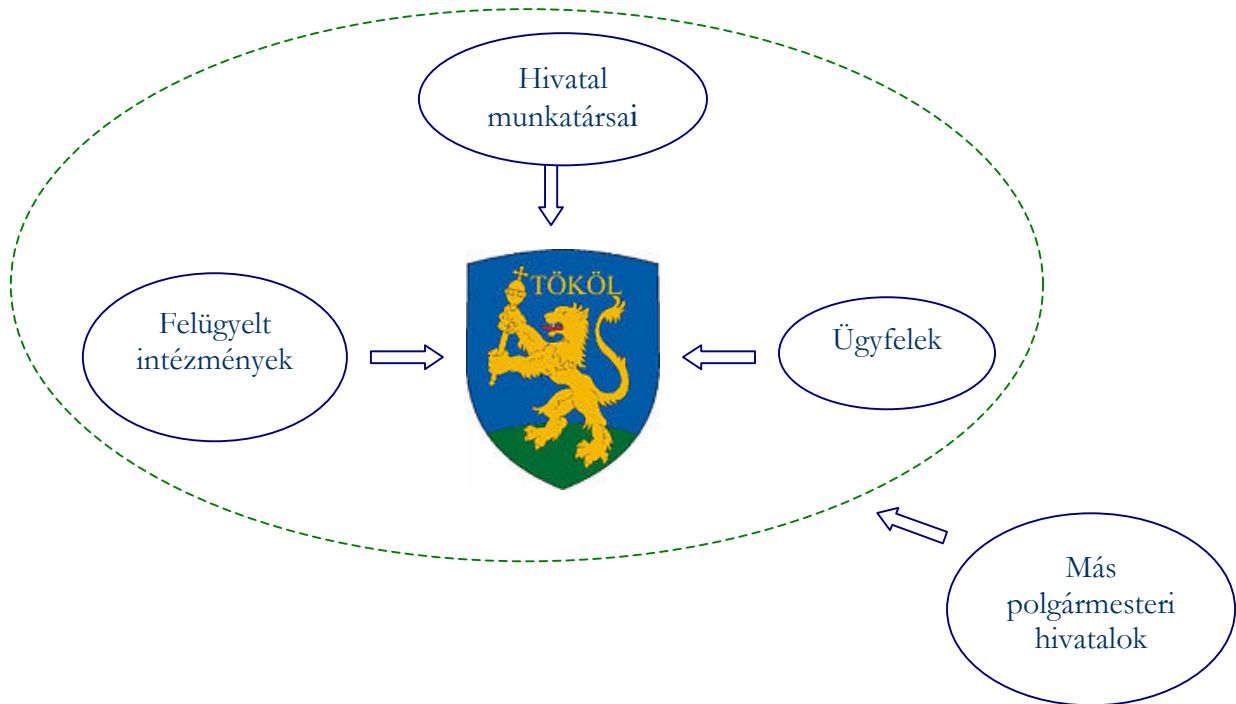 Hivatal
munkatársai
TÖKÖL
Felügyelt
intézmények
Ügyfelek
Más
polgármesteri
hivatalok